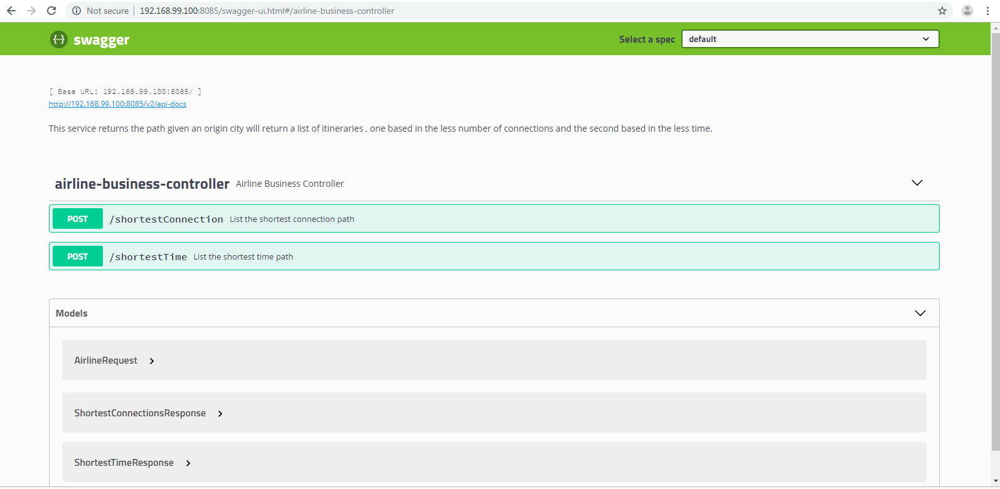 Not secure | 192.168.99.100:8085/swagger-ui.html#/airline-business-controller
{··} swagger
Select a spec
default
[ Base URL: 192.168.99.100:8085/ ]
http://192.168.99.100:8085/v2/api-docs
This service returns the path given an origin city will return a list of itineraries , one based in the less number of connections and the second based in the less time.
airline-business-controller Airline Business Controller
POST /shortestConnection List the shortest connection path
POST /shortestTime List the shortest time path
Models
AirlineRequest
ShortestConnectionsResponse
ShortestTimeResponse